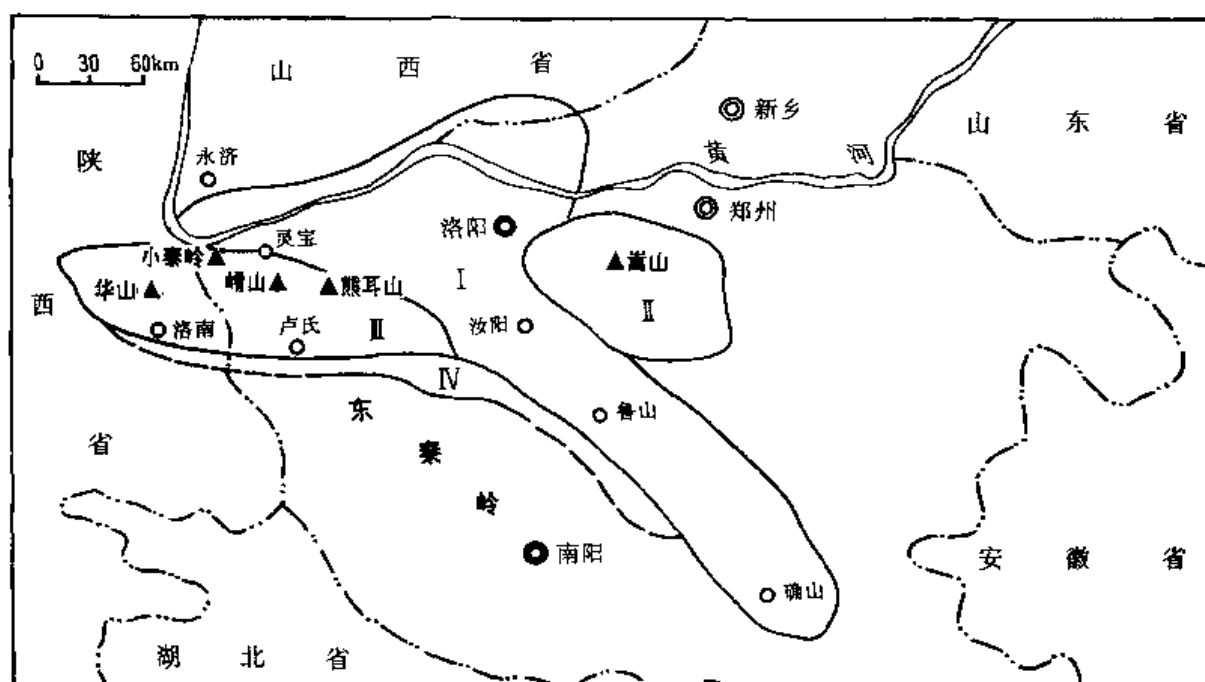 0 30 60km
山西省
新乡
山东省
陕
永济
黄河
郑州
洛阳
灵宝
小秦岭
嵩山
崤山
熊耳山
华山
I
II
西
洛南
卢氏
III
汝阳
IV
东秦岭
鲁山
省
南阳
安徽省
确山
湖北省